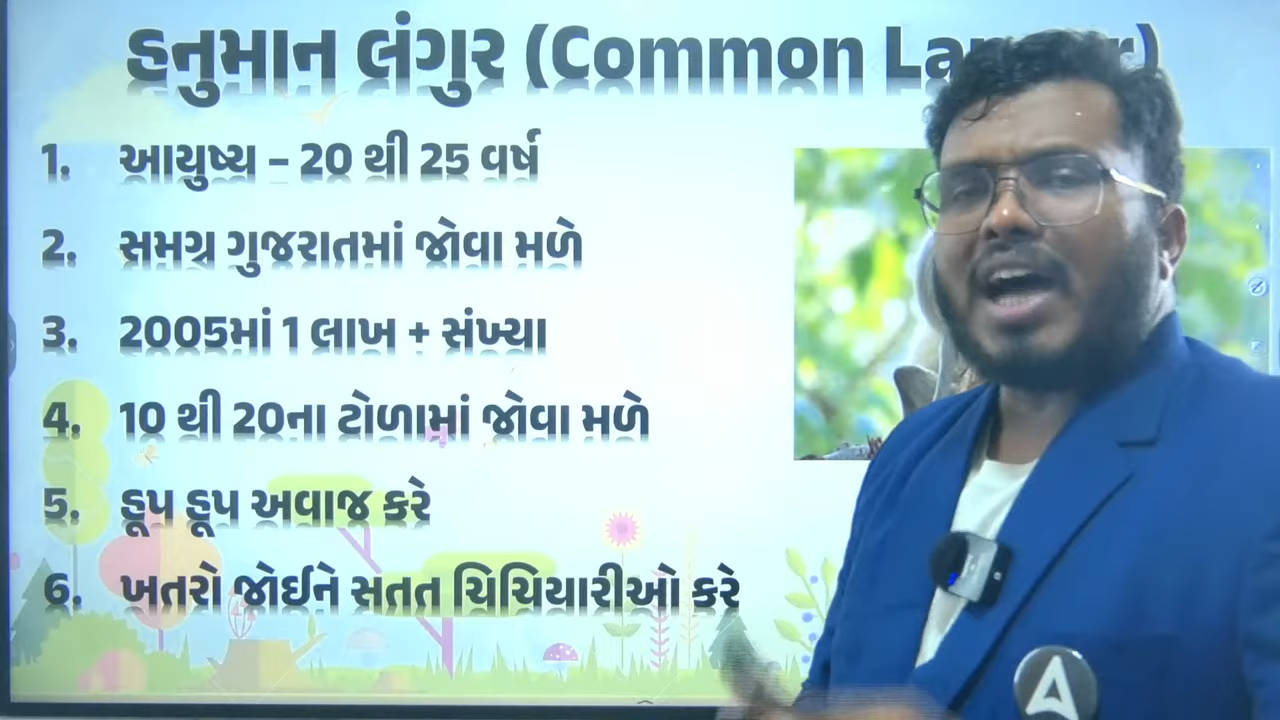 હનુમાન લંગુર (Common
1. આયુષ્ય – 20 થી 25 વર્ષ
2. સમગ્ર ગુજરાતમાં જોવા મળે
3. 2005માં 1 લાખ + સંખ્યા
4. 10 થી 20ના ટોળામાં જોવા મળે
5. હૂપ હૂપ અવાજ કરે
6. ખતરો જોઈને સતત ચિચિયારીઓ કરે